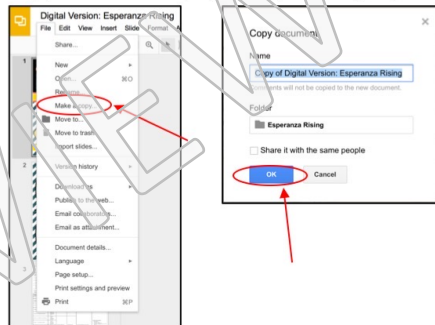 Digital Version: Esperanza Rising
File Edit View Insert Slide Format
Share...
New
Open... ⌘O
Rename...
Make a copy...
Move to...
Move to trash
Import slides...
Version history
Download as
Publish to the web...
Email collaborators...
Email as attachment...
Document details...
Language
Page setup...
Print settings and preview
Print ⌘P
1
2
3
Copy document
Name
Copy of Digital Version: Esperanza Rising
Comments will not be copied to the new document.
Folder
Esperanza Rising
Share it with the same people
OK Cancel